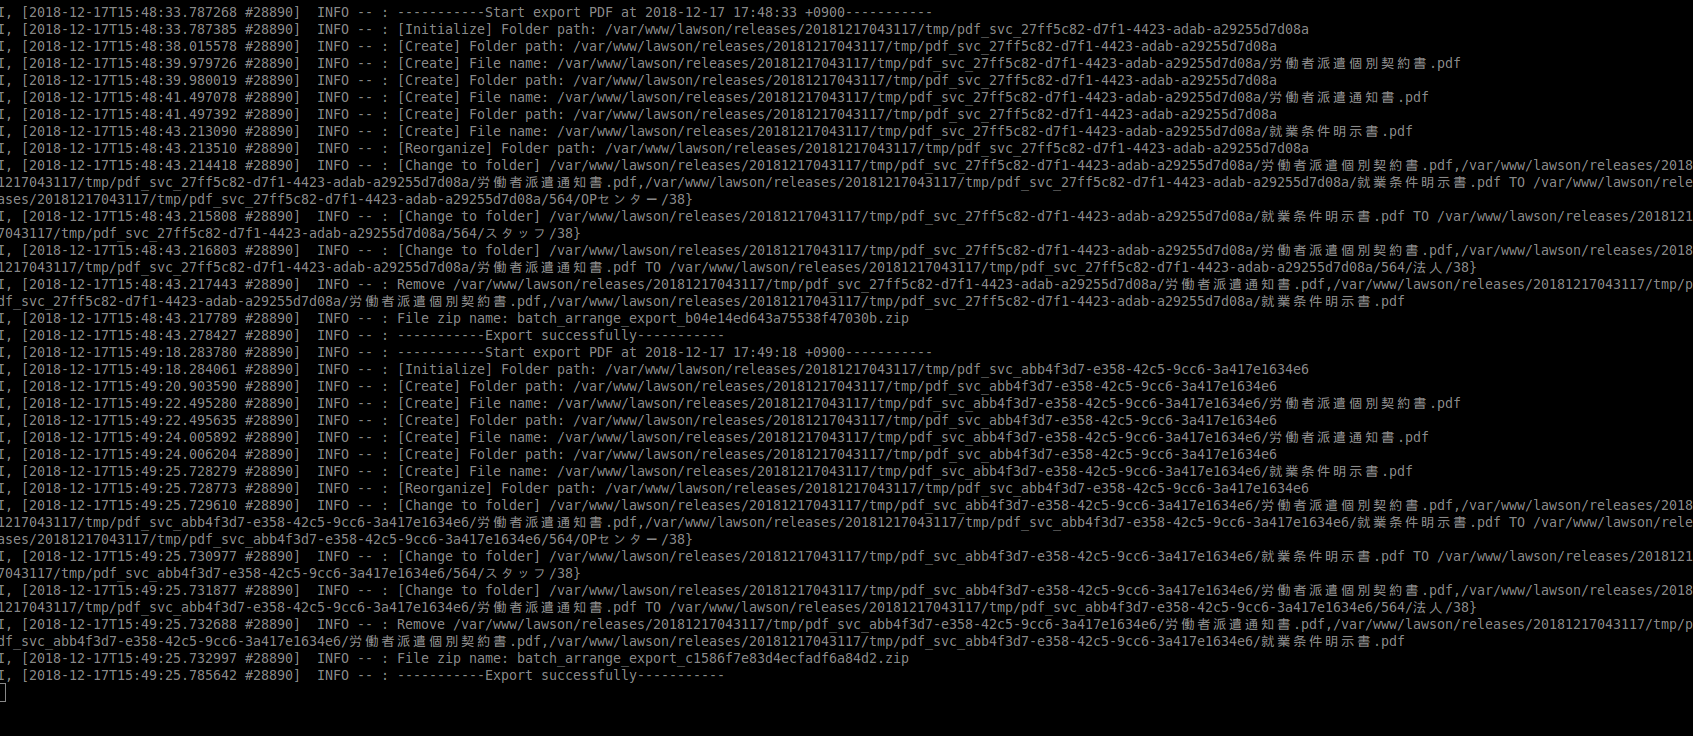 I, [2018-12-17T15:48:33.787268 #28890]  INFO -- : -----------Start export PDF at 2018-12-17 17:48:33 +0900-----------
I, [2018-12-17T15:48:33.787385 #28890]  INFO -- : [Initialize] Folder path: /var/www/lawson/releases/20181217043117/tmp/pdf_svc_27ff5c82-d7f1-4423-adab-a29255d7d08a
I, [2018-12-17T15:48:38.015578 #28890]  INFO -- : [Create] Folder path: /var/www/lawson/releases/20181217043117/tmp/pdf_svc_27ff5c82-d7f1-4423-adab-a29255d7d08a
I, [2018-12-17T15:48:39.979726 #28890]  INFO -- : [Create] File name: /var/www/lawson/releases/20181217043117/tmp/pdf_svc_27ff5c82-d7f1-4423-adab-a29255d7d08a/労働者派遣個別契約書.pdf
I, [2018-12-17T15:48:39.980019 #28890]  INFO -- : [Create] Folder path: /var/www/lawson/releases/20181217043117/tmp/pdf_svc_27ff5c82-d7f1-4423-adab-a29255d7d08a
I, [2018-12-17T15:48:41.497078 #28890]  INFO -- : [Create] File name: /var/www/lawson/releases/20181217043117/tmp/pdf_svc_27ff5c82-d7f1-4423-adab-a29255d7d08a/労働者派遣通知書.pdf
I, [2018-12-17T15:48:41.497392 #28890]  INFO -- : [Create] Folder path: /var/www/lawson/releases/20181217043117/tmp/pdf_svc_27ff5c82-d7f1-4423-adab-a29255d7d08a
I, [2018-12-17T15:48:43.213090 #28890]  INFO -- : [Create] File name: /var/www/lawson/releases/20181217043117/tmp/pdf_svc_27ff5c82-d7f1-4423-adab-a29255d7d08a/就業条件明示書.pdf
I, [2018-12-17T15:48:43.213510 #28890]  INFO -- : [Reorganize] Folder path: /var/www/lawson/releases/20181217043117/tmp/pdf_svc_27ff5c82-d7f1-4423-adab-a29255d7d08a
I, [2018-12-17T15:48:43.214418 #28890]  INFO -- : [Change to folder] /var/www/lawson/releases/20181217043117/tmp/pdf_svc_27ff5c82-d7f1-4423-adab-a29255d7d08a/労働者派遣個別契約書.pdf,/var/www/lawson/releases/2018
1217043117/tmp/pdf_svc_27ff5c82-d7f1-4423-adab-a29255d7d08a/労働者派遣通知書.pdf,/var/www/lawson/releases/20181217043117/tmp/pdf_svc_27ff5c82-d7f1-4423-adab-a29255d7d08a/就業条件明示書.pdf TO /var/www/lawson/rele
ases/20181217043117/tmp/pdf_svc_27ff5c82-d7f1-4423-adab-a29255d7d08a/564/OPセンター/38}
I, [2018-12-17T15:48:43.215808 #28890]  INFO -- : [Change to folder] /var/www/lawson/releases/20181217043117/tmp/pdf_svc_27ff5c82-d7f1-4423-adab-a29255d7d08a/就業条件明示書.pdf TO /var/www/lawson/releases/201812​1
7043117/tmp/pdf_svc_27ff5c82-d7f1-4423-adab-a29255d7d08a/564/スタッフ/38}
I, [2018-12-17T15:48:43.216803 #28890]  INFO -- : [Change to folder] /var/www/lawson/releases/20181217043117/tmp/pdf_svc_27ff5c82-d7f1-4423-adab-a29255d7d08a/労働者派遣個別契約書.pdf,/var/www/lawson/releases/2018
1217043117/tmp/pdf_svc_27ff5c82-d7f1-4423-adab-a29255d7d08a/労働者派遣通知書.pdf TO /var/www/lawson/releases/20181217043117/tmp/pdf_svc_27ff5c82-d7f1-4423-adab-a29255d7d08a/564/法人/38}
I, [2018-12-17T15:48:43.217443 #28890]  INFO -- : Remove /var/www/lawson/releases/20181217043117/tmp/pdf_svc_27ff5c82-d7f1-4423-adab-a29255d7d08a/労働者派遣通知書.pdf,/var/www/lawson/releases/20181217043117/tmp/p
df_svc_27ff5c82-d7f1-4423-adab-a29255d7d08a/労働者派遣個別契約書.pdf,/var/www/lawson/releases/20181217043117/tmp/pdf_svc_27ff5c82-d7f1-4423-adab-a29255d7d08a/就業条件明示書.pdf
I, [2018-12-17T15:48:43.217789 #28890]  INFO -- : File zip name: batch_arrange_export_b04e14ed643a75538f47030b.zip
I, [2018-12-17T15:48:43.278427 #28890]  INFO -- : -----------Export successfully-----------
I, [2018-12-17T15:49:18.283780 #28890]  INFO -- : -----------Start export PDF at 2018-12-17 17:49:18 +0900-----------
I, [2018-12-17T15:49:18.284061 #28890]  INFO -- : [Initialize] Folder path: /var/www/lawson/releases/20181217043117/tmp/pdf_svc_abb4f3d7-e358-42c5-9cc6-3a417e1634e6
I, [2018-12-17T15:49:20.903590 #28890]  INFO -- : [Create] Folder path: /var/www/lawson/releases/20181217043117/tmp/pdf_svc_abb4f3d7-e358-42c5-9cc6-3a417e1634e6
I, [2018-12-17T15:49:22.495280 #28890]  INFO -- : [Create] File name: /var/www/lawson/releases/20181217043117/tmp/pdf_svc_abb4f3d7-e358-42c5-9cc6-3a417e1634e6/労働者派遣個別契約書.pdf
I, [2018-12-17T15:49:22.495635 #28890]  INFO -- : [Create] Folder path: /var/www/lawson/releases/20181217043117/tmp/pdf_svc_abb4f3d7-e358-42c5-9cc6-3a417e1634e6
I, [2018-12-17T15:49:24.005892 #28890]  INFO -- : [Create] File name: /var/www/lawson/releases/20181217043117/tmp/pdf_svc_abb4f3d7-e358-42c5-9cc6-3a417e1634e6/労働者派遣通知書.pdf
I, [2018-12-17T15:49:24.006204 #28890]  INFO -- : [Create] Folder path: /var/www/lawson/releases/20181217043117/tmp/pdf_svc_abb4f3d7-e358-42c5-9cc6-3a417e1634e6
I, [2018-12-17T15:49:25.728279 #28890]  INFO -- : [Create] File name: /var/www/lawson/releases/20181217043117/tmp/pdf_svc_abb4f3d7-e358-42c5-9cc6-3a417e1634e6/就業条件明示書.pdf
I, [2018-12-17T15:49:25.728773 #28890]  INFO -- : [Reorganize] Folder path: /var/www/lawson/releases/20181217043117/tmp/pdf_svc_abb4f3d7-e358-42c5-9cc6-3a417e1634e6
I, [2018-12-17T15:49:25.729610 #28890]  INFO -- : [Change to folder] /var/www/lawson/releases/20181217043117/tmp/pdf_svc_abb4f3d7-e358-42c5-9cc6-3a417e1634e6/労働者派遣個別契約書.pdf,/var/www/lawson/releases/2018
1217043117/tmp/pdf_svc_abb4f3d7-e358-42c5-9cc6-3a417e1634e6/労働者派遣通知書.pdf,/var/www/lawson/releases/20181217043117/tmp/pdf_svc_abb4f3d7-e358-42c5-9cc6-3a417e1634e6/就業条件明示書.pdf TO /var/www/lawson/rele
ases/20181217043117/tmp/pdf_svc_abb4f3d7-e358-42c5-9cc6-3a417e1634e6/564/OPセンター/38}
I, [2018-12-17T15:49:25.730977 #28890]  INFO -- : [Change to folder] /var/www/lawson/releases/20181217043117/tmp/pdf_svc_abb4f3d7-e358-42c5-9cc6-3a417e1634e6/就業条件明示書.pdf TO /var/www/lawson/releases/2018121
7043117/tmp/pdf_svc_abb4f3d7-e358-42c5-9cc6-3a417e1634e6/564/スタッフ/38}
I, [2018-12-17T15:49:25.731877 #28890]  INFO -- : [Change to folder] /var/www/lawson/releases/20181217043117/tmp/pdf_svc_abb4f3d7-e358-42c5-9cc6-3a417e1634e6/労働者派遣個別契約書.pdf,/var/www/lawson/releases/2018
1217043117/tmp/pdf_svc_abb4f3d7-e358-42c5-9cc6-3a417e1634e6/労働者派遣通知書.pdf TO /var/www/lawson/releases/20181217043117/tmp/pdf_svc_abb4f3d7-e358-42c5-9cc6-3a417e1634e6/564/法人/38}
I, [2018-12-17T15:49:25.732688 #28890]  INFO -- : Remove /var/www/lawson/releases/20181217043117/tmp/pdf_svc_abb4f3d7-e358-42c5-9cc6-3a417e1634e6/労働者派遣通知書.pdf,/var/www/lawson/releases/20181217043117/tmp/p
df_svc_abb4f3d7-e358-42c5-9cc6-3a417e1634e6/労働者派遣個別契約書.pdf,/var/www/lawson/releases/20181217043117/tmp/pdf_svc_abb4f3d7-e358-42c5-9cc6-3a417e1634e6/就業条件明示書.pdf
I, [2018-12-17T15:49:25.732997 #28890]  INFO -- : File zip name: batch_arrange_export_c1586f7e83d4ecfadf6a84d2.zip
I, [2018-12-17T15:49:25.785642 #28890]  INFO -- : -----------Export successfully-----------